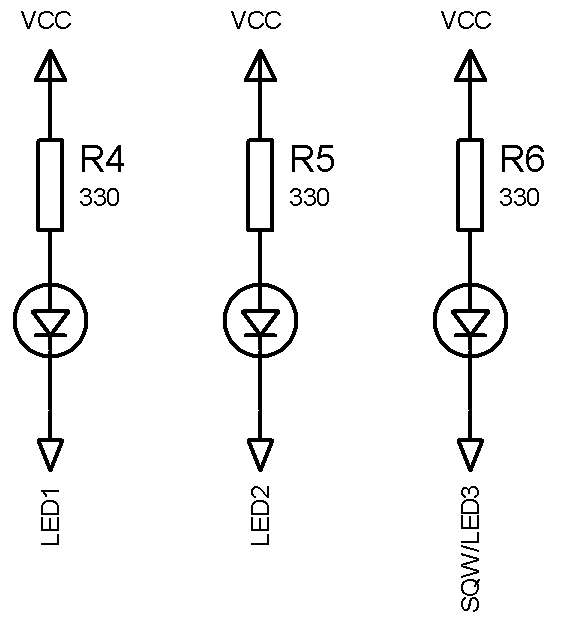 VCC
VCC
VCC
R4
330
R5
330
R6
330
LED1
LED2
SQW/LED3